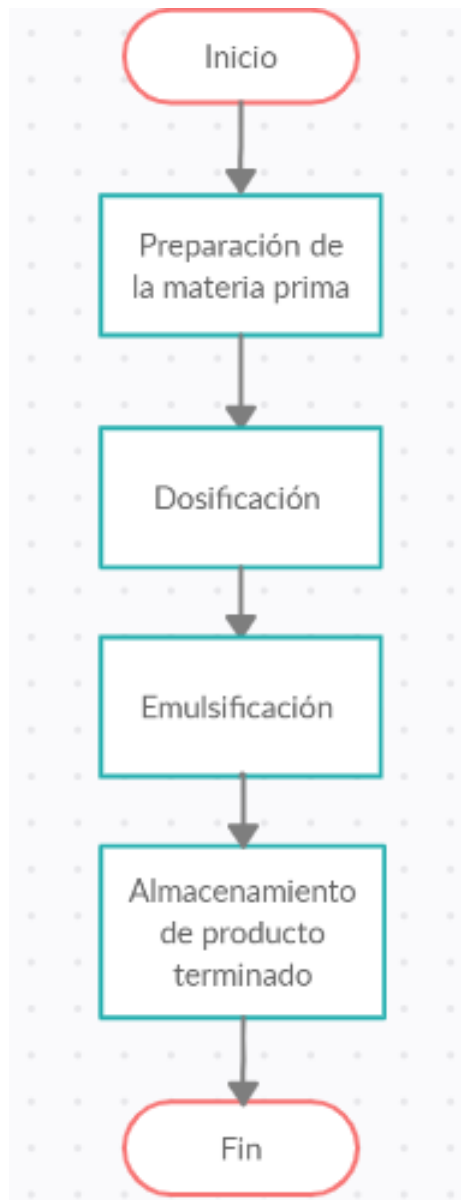 Inicio
Preparación de
la materia prima
Dosificación
Emulsificación
Almacenamiento
de producto
terminado
Fin